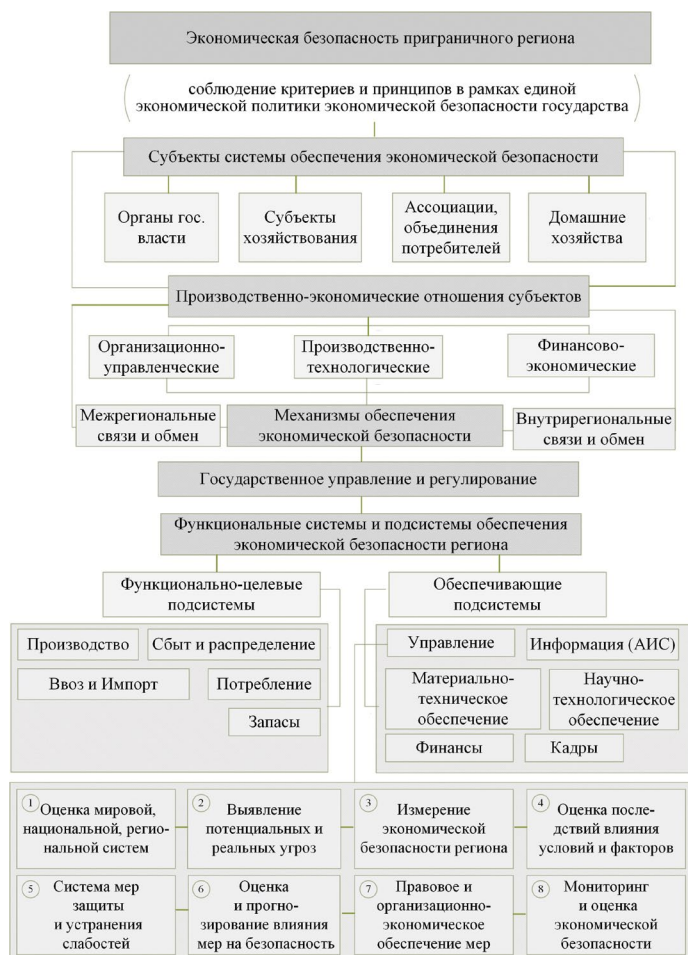 Экономическая безопасность приграничного региона
соблюдение критериев и принципов в рамках единой
экономической политики экономической безопасности государства
Субъекты системы обеспечения экономической безопасности
Органы гос.
власти
Субъекты
хозяйствования
Ассоциации,
объединения
потребителей
Домашние
хозяйства
Производственно-экономические отношения субъектов
Организационно-
управленческие
Производственно-
технологические
Финансово-
экономические
Межрегиональные
связи и обмен
Механизмы обеспечения
экономической безопасности
Внутрирегиональные
связи и обмен
Государственное управление и регулирование
Функциональные системы и подсистемы обеспечения
экономической безопасности региона
Функционально-целевые
подсистемы
Обеспечивающие
подсистемы
Производство
Сбыт и распределение
Ввоз и Импорт
Потребление
Запасы
Управление
Информация (АИС)
Материально-
техническое
обеспечение
Научно-
технологическое
обеспечение
Финансы
Кадры
1
Оценка мировой,
национальной, регио-
нальной систем
2
Выявление
потенциальных и
реальных угроз
3
Измерение
экономической
безопасности региона
4
Оценка послед-
ствий влияния
условий и факторов
5
Система мер
защиты
и устранения
слабостей
6
Оценка
и прогно-
зирование влияния
мер на безопасность
7
Правовое и
организационно-
экономическое
обеспечение мер
8
Мониторинг
и оценка
экономической
безопасности